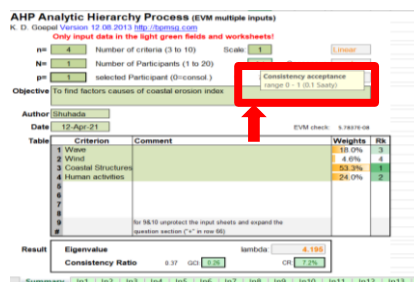 AHP Analytic Hierarchy Process (EVM multiple inputs)
K. D. Goepel Version 12.08.2013 http://bpmsg.com
Only input data in the light green fields and worksheets!
n= 4 Number of criteria (3 to 10) Scale: 1 Linear
N= 1 Number of Participants (1 to 20)
p= 1 selected Participant (0=consol.)
Consistency acceptance
range 0 - 1 (0.1 Saaty)
Objective To find factors causes of coastal erosion index
Author Shuhada
Date 12-Apr-21 EVM check: 5.78376-08
Table Criterion Comment Weights Rk
1 Wave 18.0% 3
2 Wind 4.6% 4
3 Coastal Structures 53.3% 1
4 Human activities 24.0% 2
5
6
7
8
9 for 9&10 unprotect the input sheets and expand the
# question section ("+" in row 66)
Result Eigenvalue lambda: 4.195
Consistency Ratio 0.37 GCI: 0.26 CR: 7.2%
Summary In1 In2 In3 In4 In5 In6 In7 In8 In9 In10 In11 In12 In13